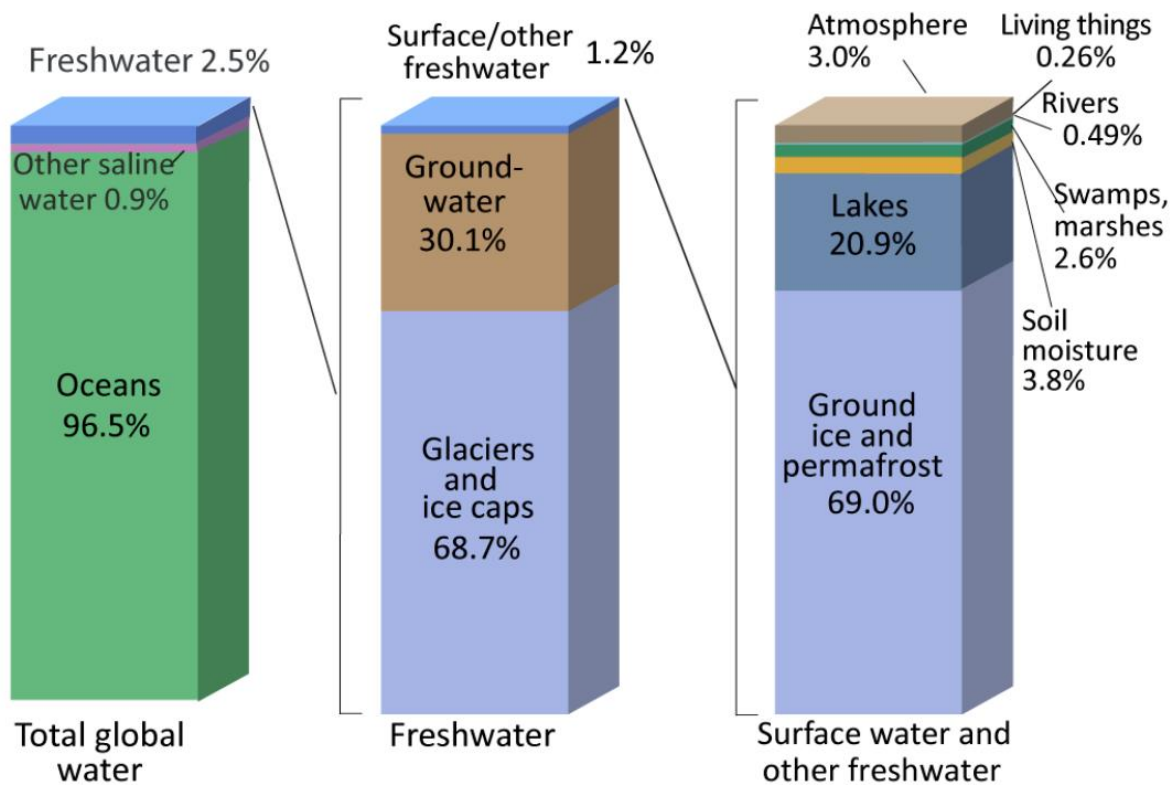 Freshwater 2.5%
Other saline
water 0.9%
Oceans
96.5%
Total global
water
Surface/other
freshwater
1.2%
Ground-
water
30.1%
Glaciers
and
ice caps
68.7%
Freshwater
Atmosphere
3.0%
Living things
0.26%
Rivers
0.49%
Swamps,
marshes
2.6%
Soil
moisture
3.8%
Lakes
20.9%
Ground
ice and
permafrost
69.0%
Surface water and
other freshwater